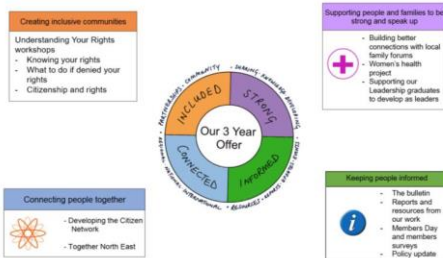 Creating inclusive communities
Understanding Your Rights
workshops
- Knowing your rights
- What to do if denied your
rights
- Citizenship and rights
Supporting people and families to be
strong and speak up
- Building better
connections with local
family forums
- Women's health
project
- Supporting our
Leadership graduates
to develop as leaders
INCLUDED
STRONG
Our 3 Year
Offer
CONNECTED
INFORMED
Connecting people together
- Developing the Citizen
Network
- Together North East
Keeping people informed
- The bulletin
- Reports and
resources from
our work
- Members Day
and members
surveys
- Policy update